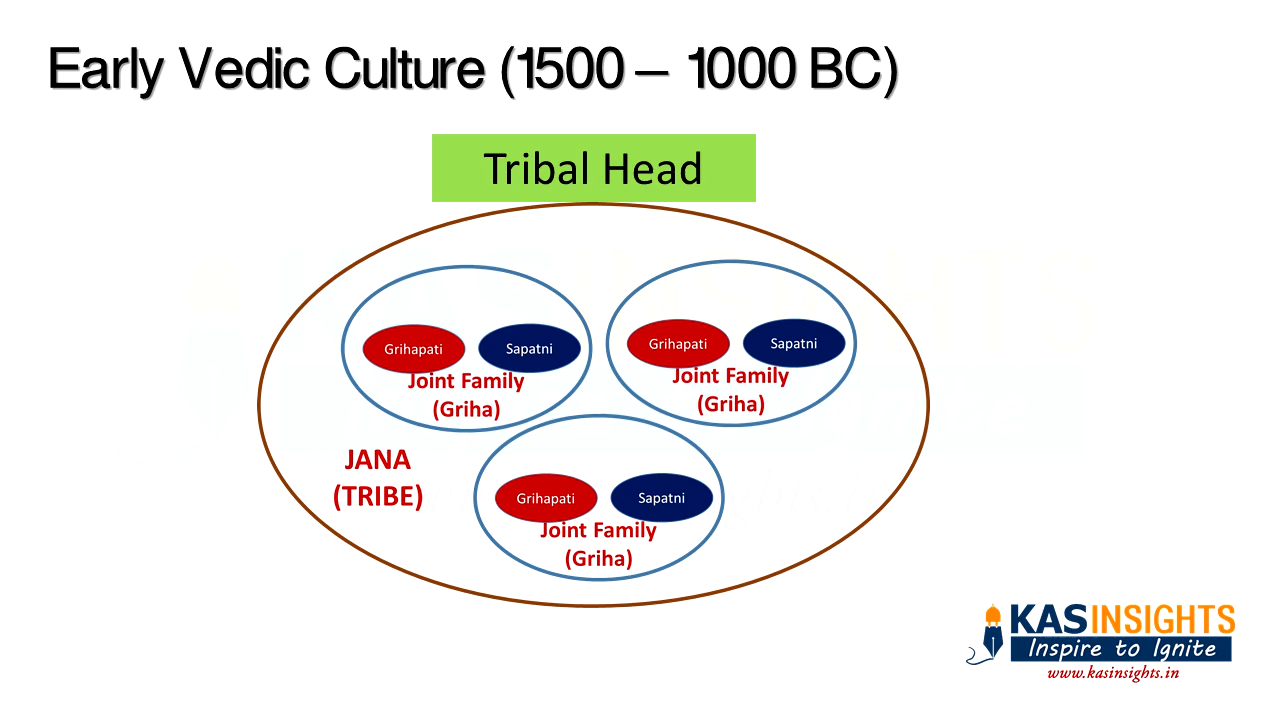 Early Vedic Culture (1500 – 1000 BC)
Tribal Head
Grihapati
Sapatni
Joint Family
(Griha)
Grihapati
Sapatni
Joint Family
(Griha)
JANA
(TRIBE)
Grihapati
Sapatni
Joint Family
(Griha)
KASINSIGHTS
Inspire to Ignite
www.kasinsights.in